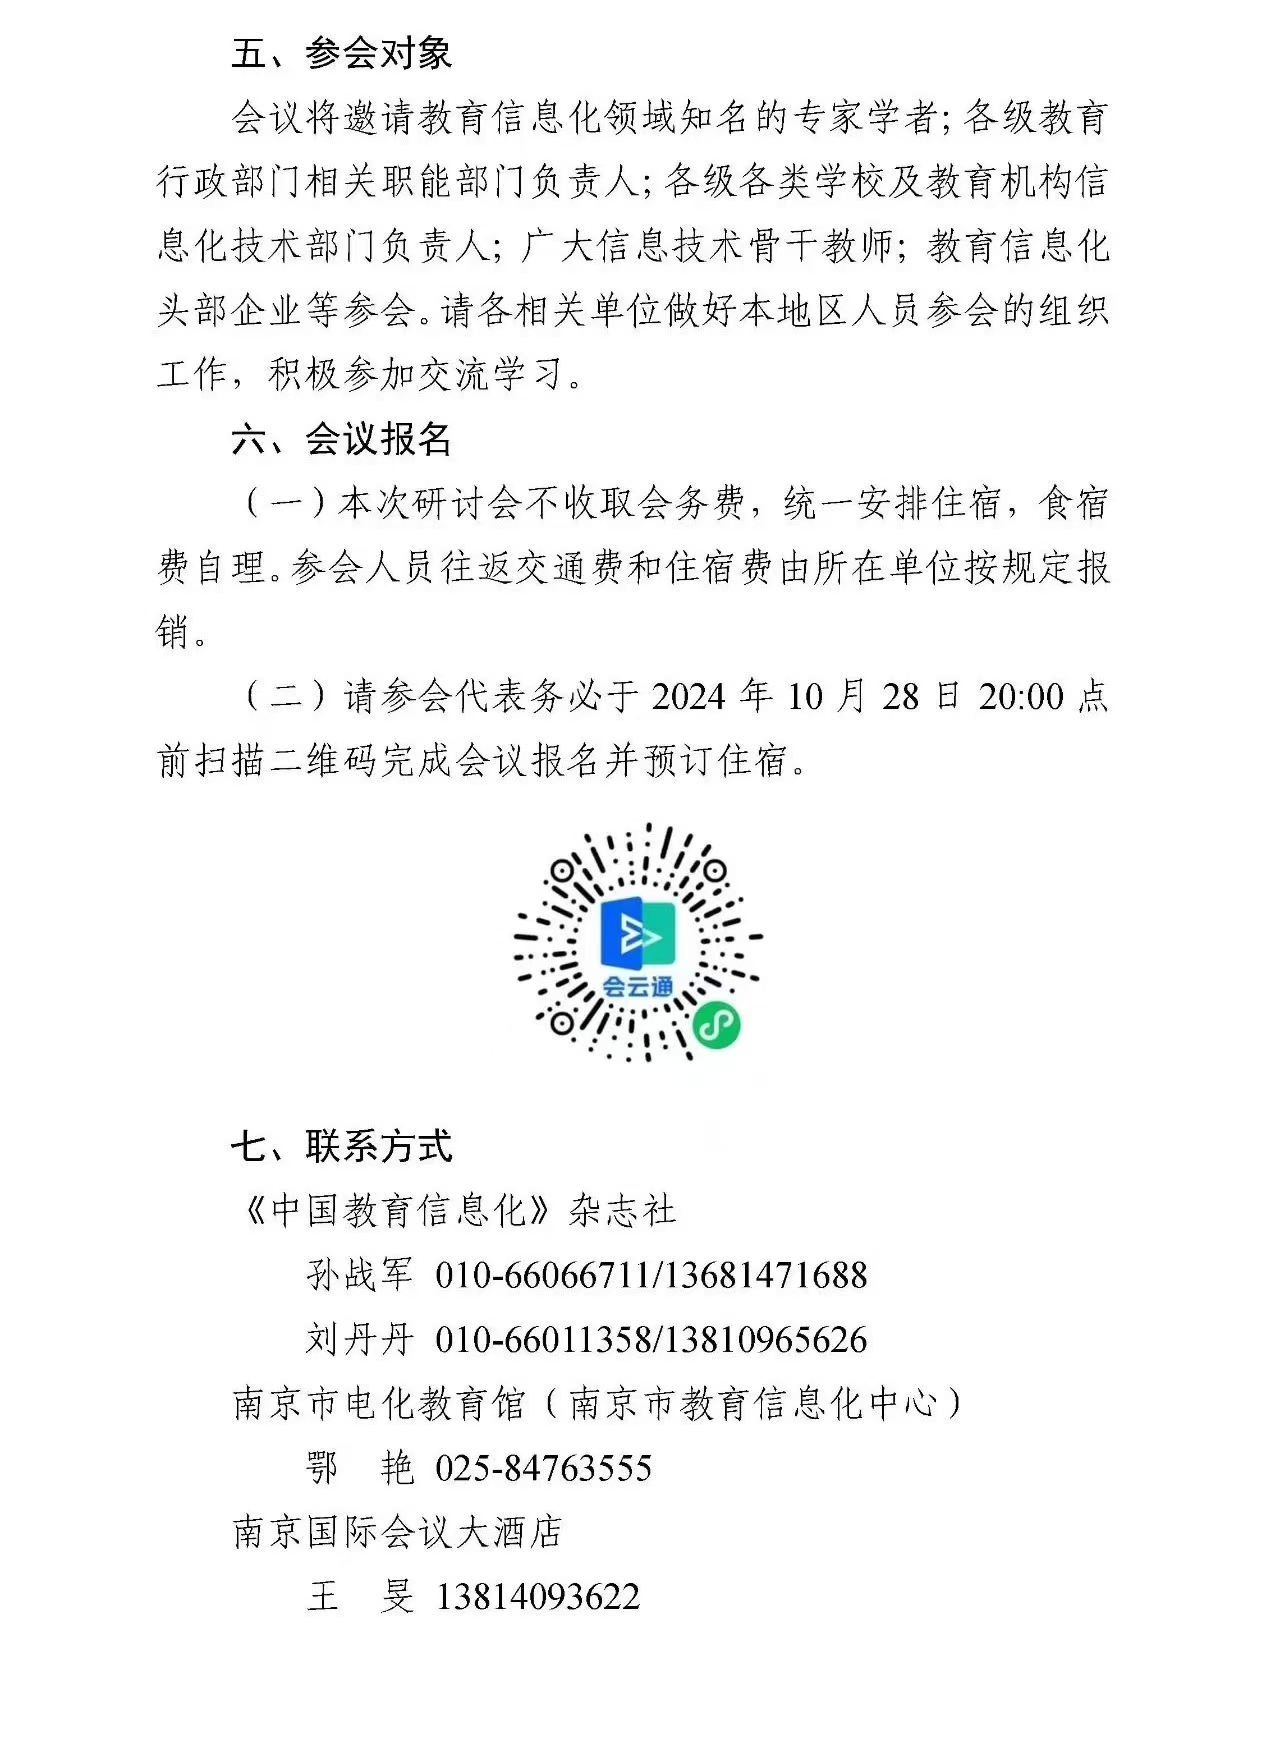 五、参会对象
会议将邀请教育信息化领域知名的专家学者；各级教育
行政部门相关职能部门负责人；各级各类学校及教育机构信
息化技术部门负责人；广大信息技术骨干教师；教育信息化
头部企业等参会。请各相关单位做好本地区人员参会的组织
工作，积极参加交流学习。
六、会议报名
（一）本次研讨会不收取会务费，统一安排住宿，食宿
费自理。参会人员往返交通费和住宿费由所在单位按规定报
销。
（二）请参会代表务必于 2024 年 10 月 28 日 20:00 点
前扫描二维码完成会议报名并预订住宿。
会云通
七、联系方式
《中国教育信息化》杂志社
孙战军 010-66066711/13681471688
刘丹丹 010-66011358/13810965626
南京市电化教育馆（南京市教育信息化中心）
鄂 艳 025-84763555
南京国际会议大酒店
王 旻 13814093622